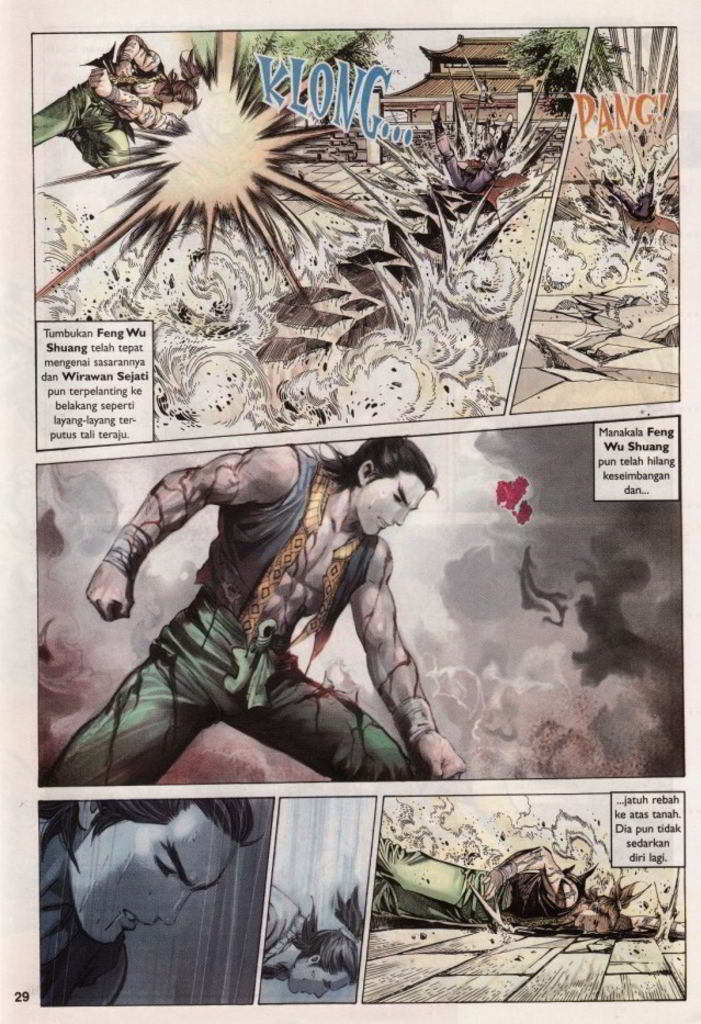 KLONG...
PANG!
Tumbukan Feng Wu
Shuang telah tepat
mengenai sasarannya
dan Wirawan Sejati
pun terpelanting ke
belakang seperti
layang-layang ter-
putus tali teraju.
Manakala Feng
Wu Shuang
pun telah hilang
keseimbangan
dan...
...jatuh rebah
ke atas tanah.
Dia pun tidak
sedarkan
diri lagi.
29